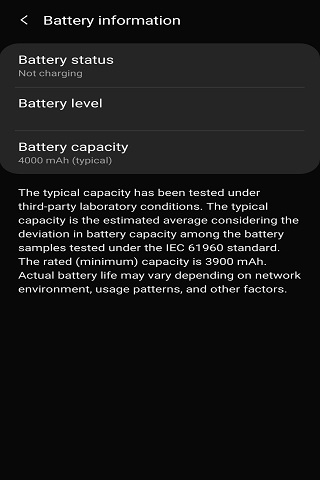 Battery information
Battery status
Not charging
Battery level
Battery capacity
4000 mAh (typical)
The typical capacity has been tested under
third-party laboratory conditions. The typical
capacity is the estimated average considering the
deviation in battery capacity among the battery
samples tested under the IEC 61960 standard.
The rated (minimum) capacity is 3900 mAh.
Actual battery life may vary depending on network
environment, usage patterns, and other factors.